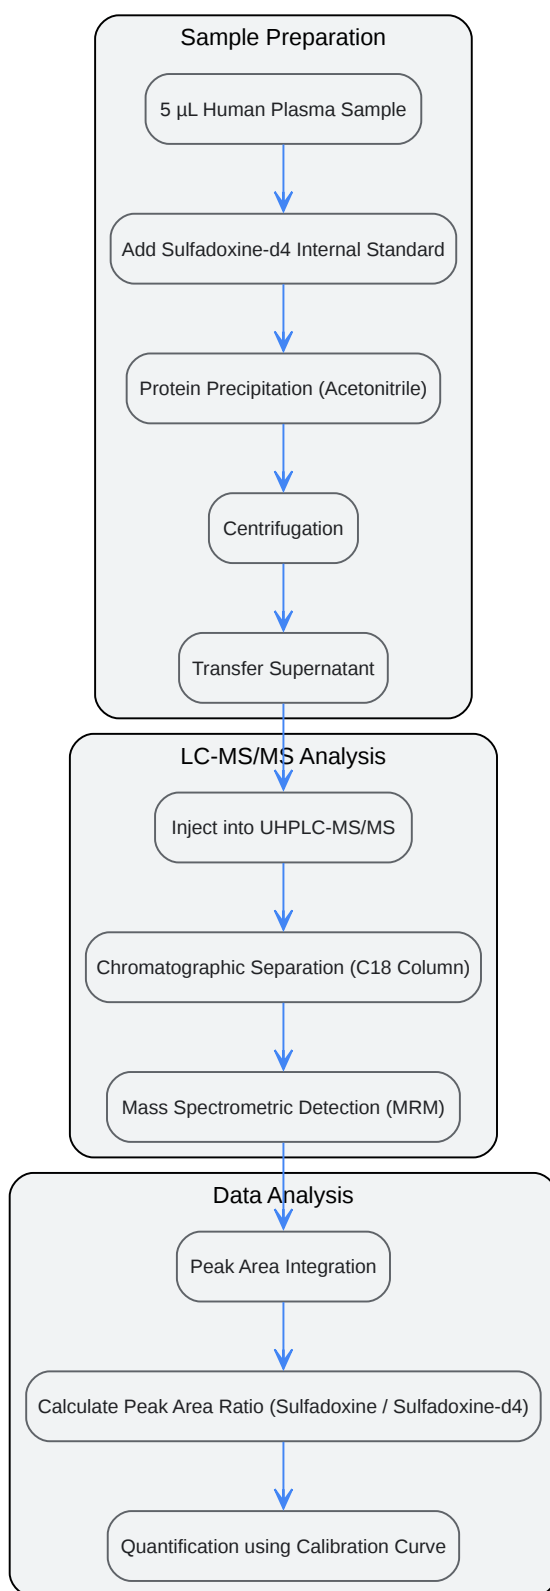 Sample Preparation
5 µL Human Plasma Sample
Add Sulfadoxine-d4 Internal Standard
Protein Precipitation (Acetonitrile)
Centrifugation
Transfer Supernatant
LC-MS/MS Analysis
Inject into UHPLC-MS/MS
Chromatographic Separation (C18 Column)
Mass Spectrometric Detection (MRM)
Data Analysis
Peak Area Integration
Calculate Peak Area Ratio (Sulfadoxine / Sulfadoxine-d4)
Quantification using Calibration Curve